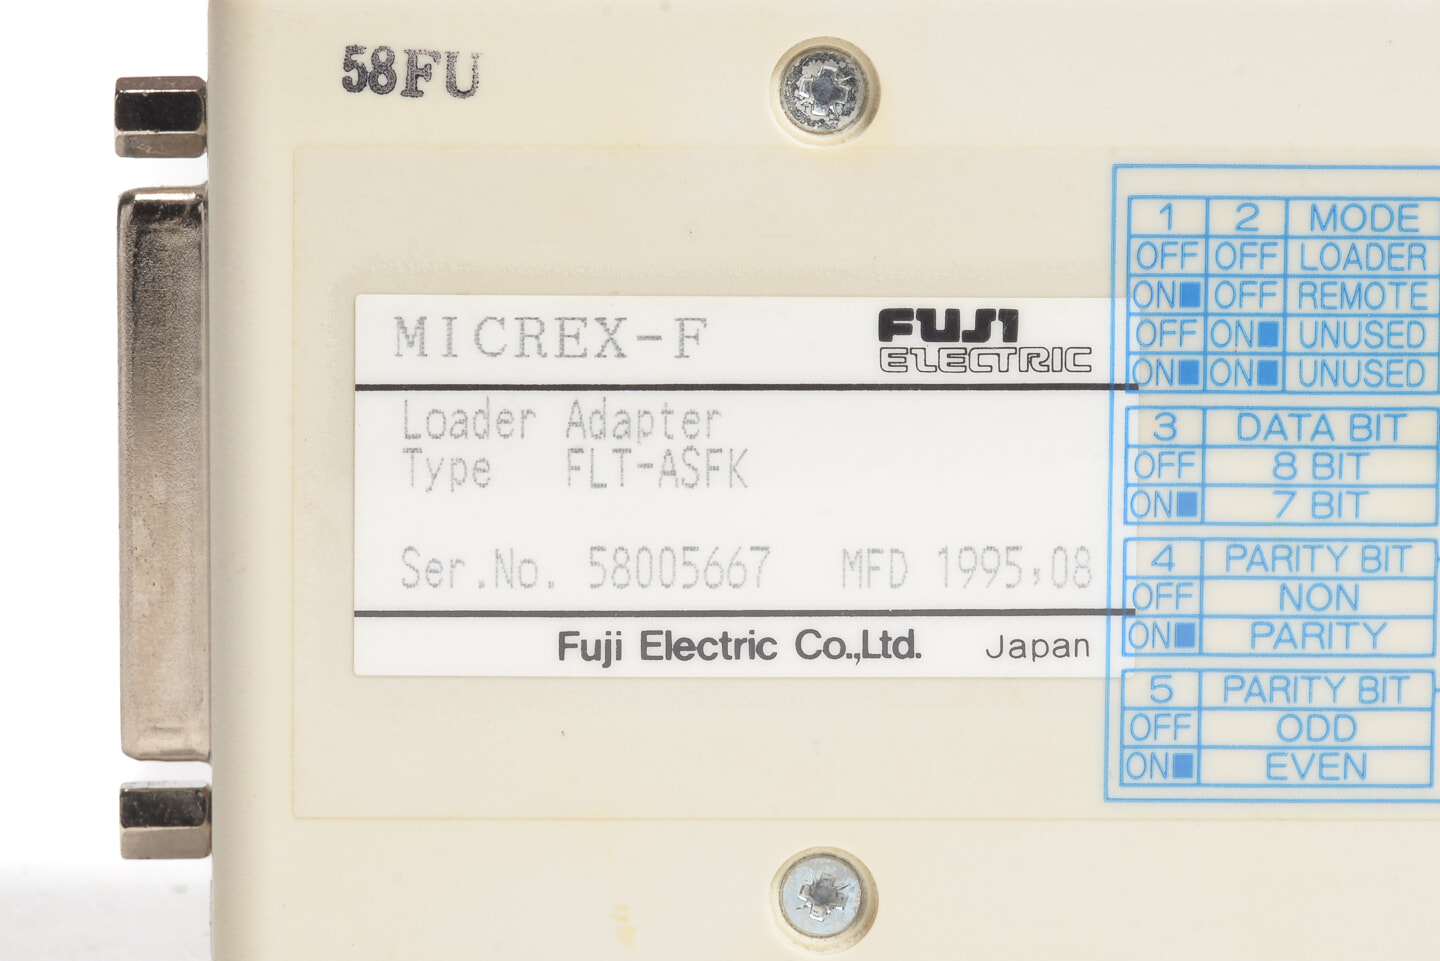 58FU
MICREX-F
FUJI
ELECTRIC
Loader Adapter
Type FLT-ASFK
Ser.No. 58005667 MFD 1995,08
Fuji Electric Co.,Ltd. Japan
1 2 MODE
OFF OFF LOADER
ON■ OFF REMOTE
OFF ON■ UNUSED
ON■ ON■ UNUSED
3 DATA BIT
OFF 8 BIT
ON■ 7 BIT
4 PARITY BIT
OFF NON
ON■ PARITY
5 PARITY BIT
OFF ODD
ON■ EVEN